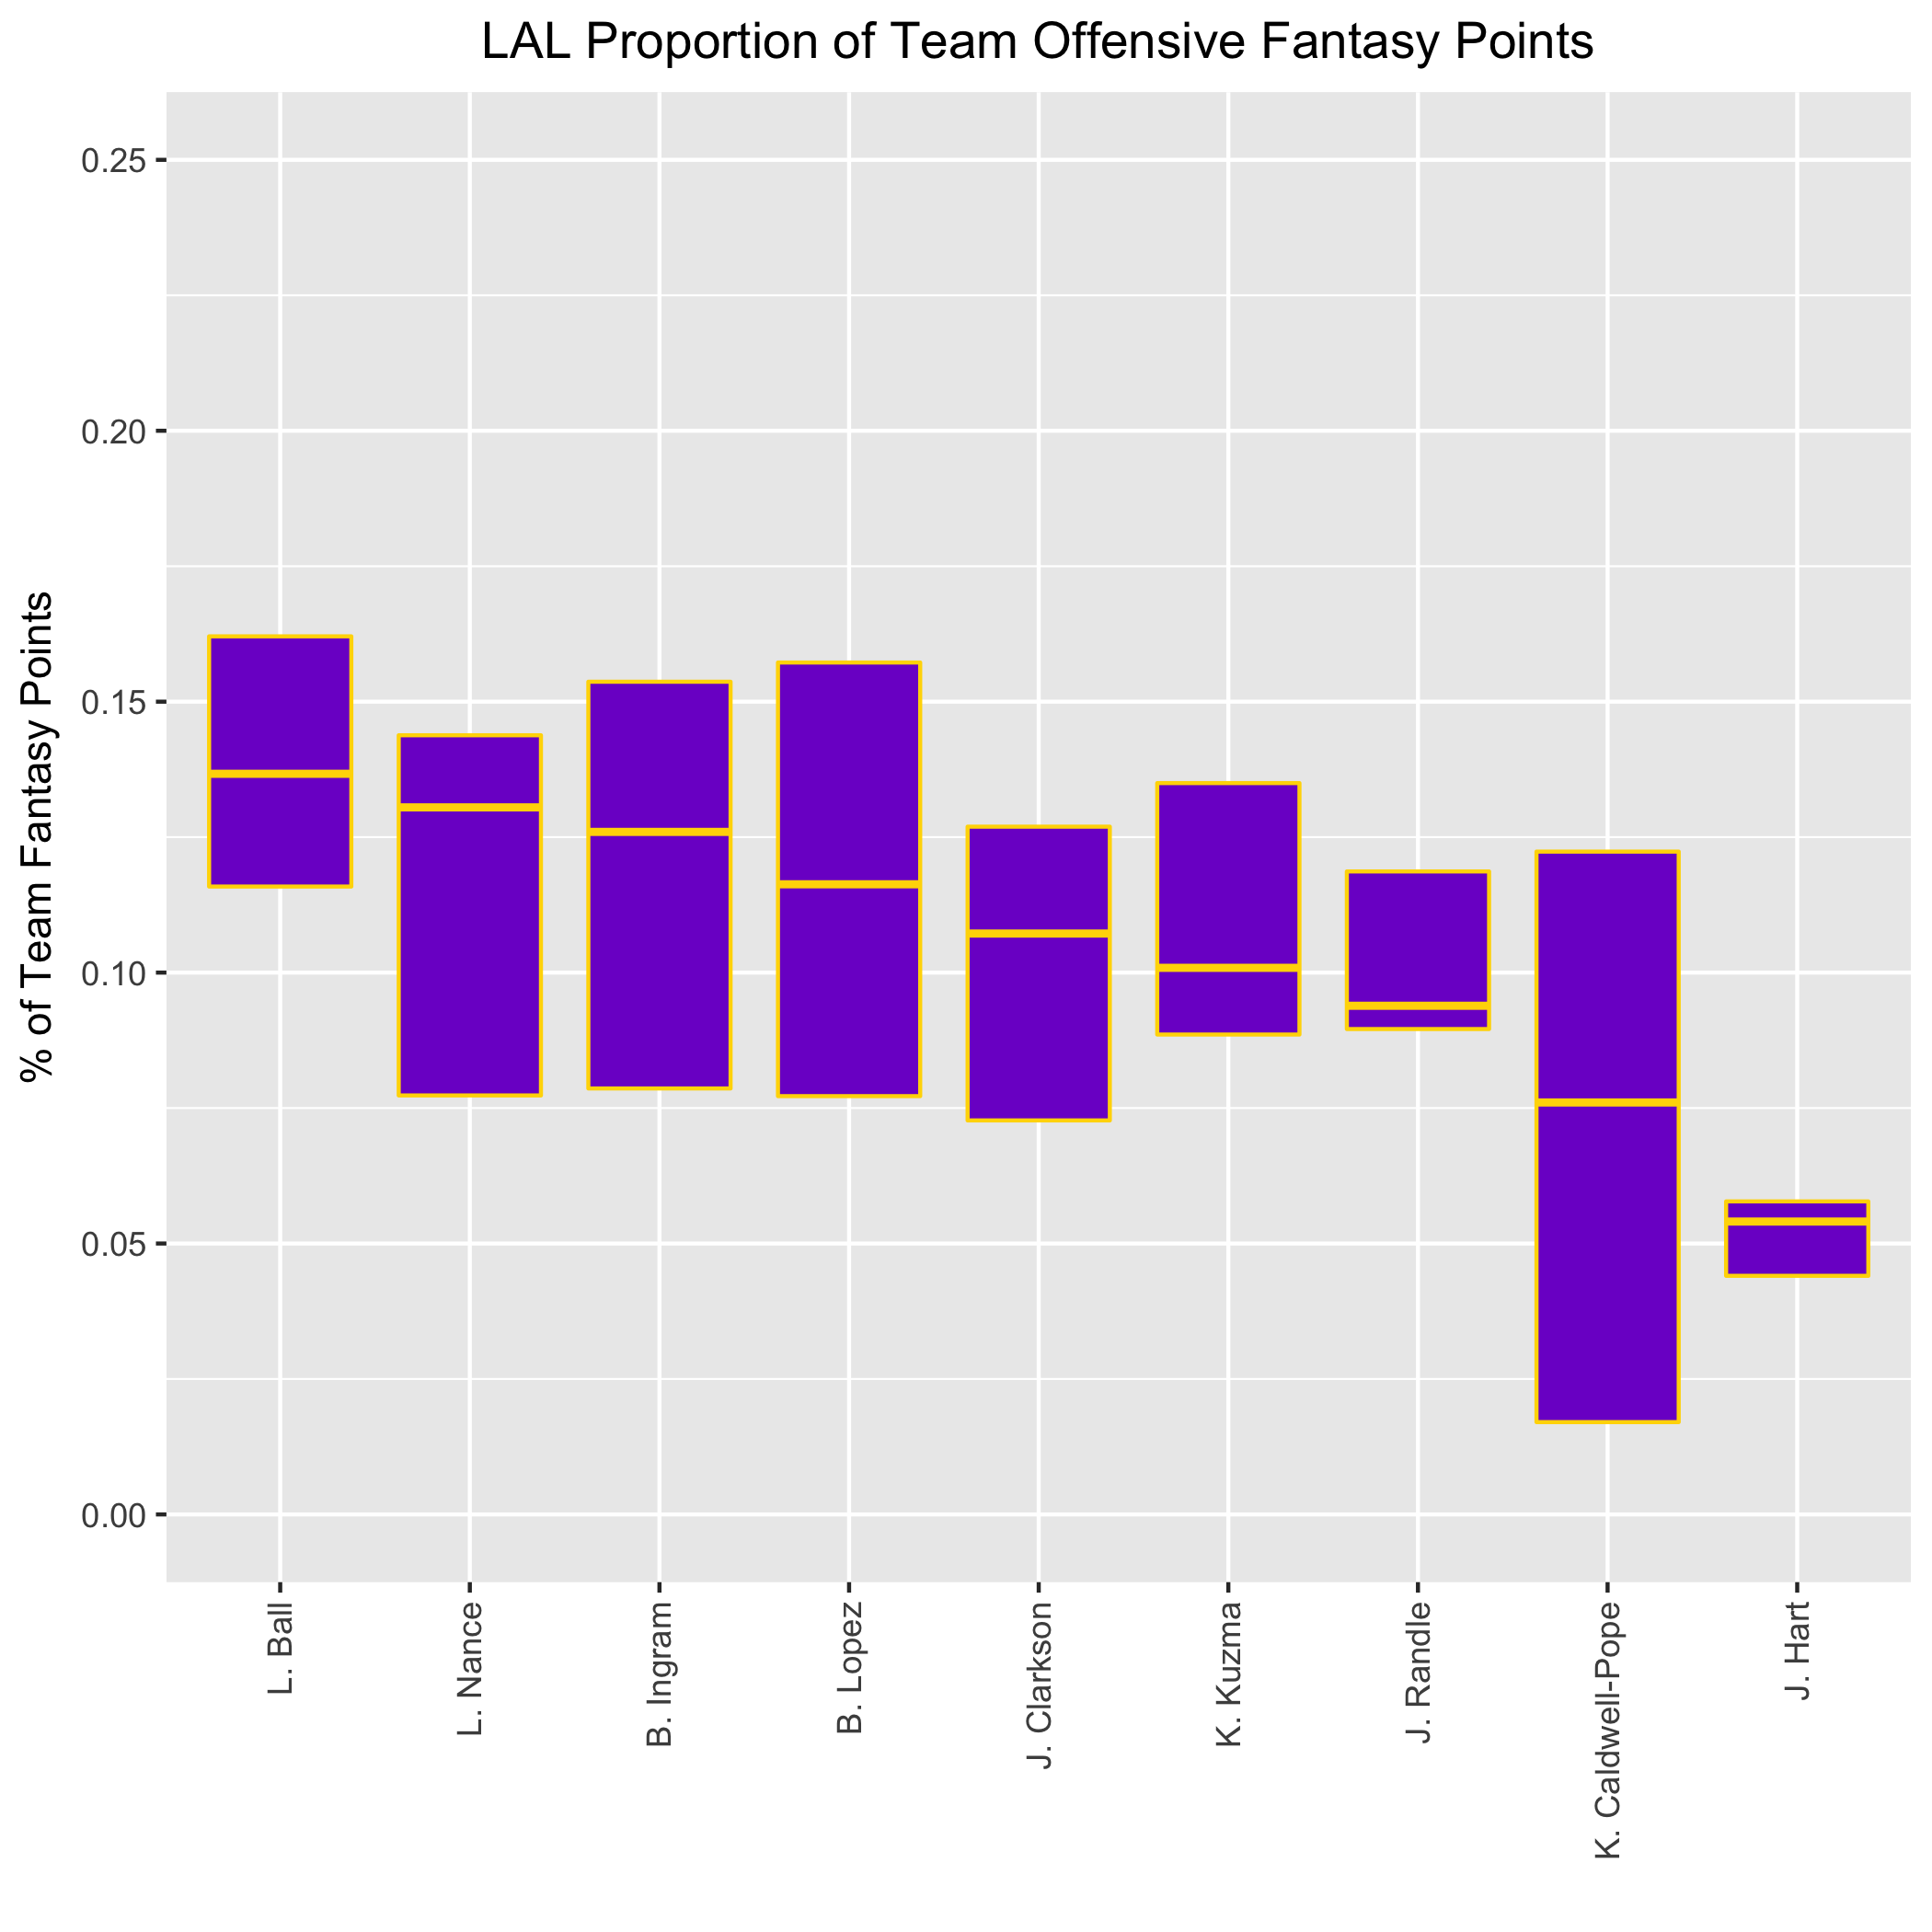 LAL Proportion of Team Offensive Fantasy Points
% of Team Fantasy Points
0.25
0.20
0.15
0.10
0.05
0.00
L. Ball
L. Nance
B. Ingram
B. Lopez
J. Clarkson
K. Kuzma
J. Randle
K. Caldwell-Pope
J. Hart